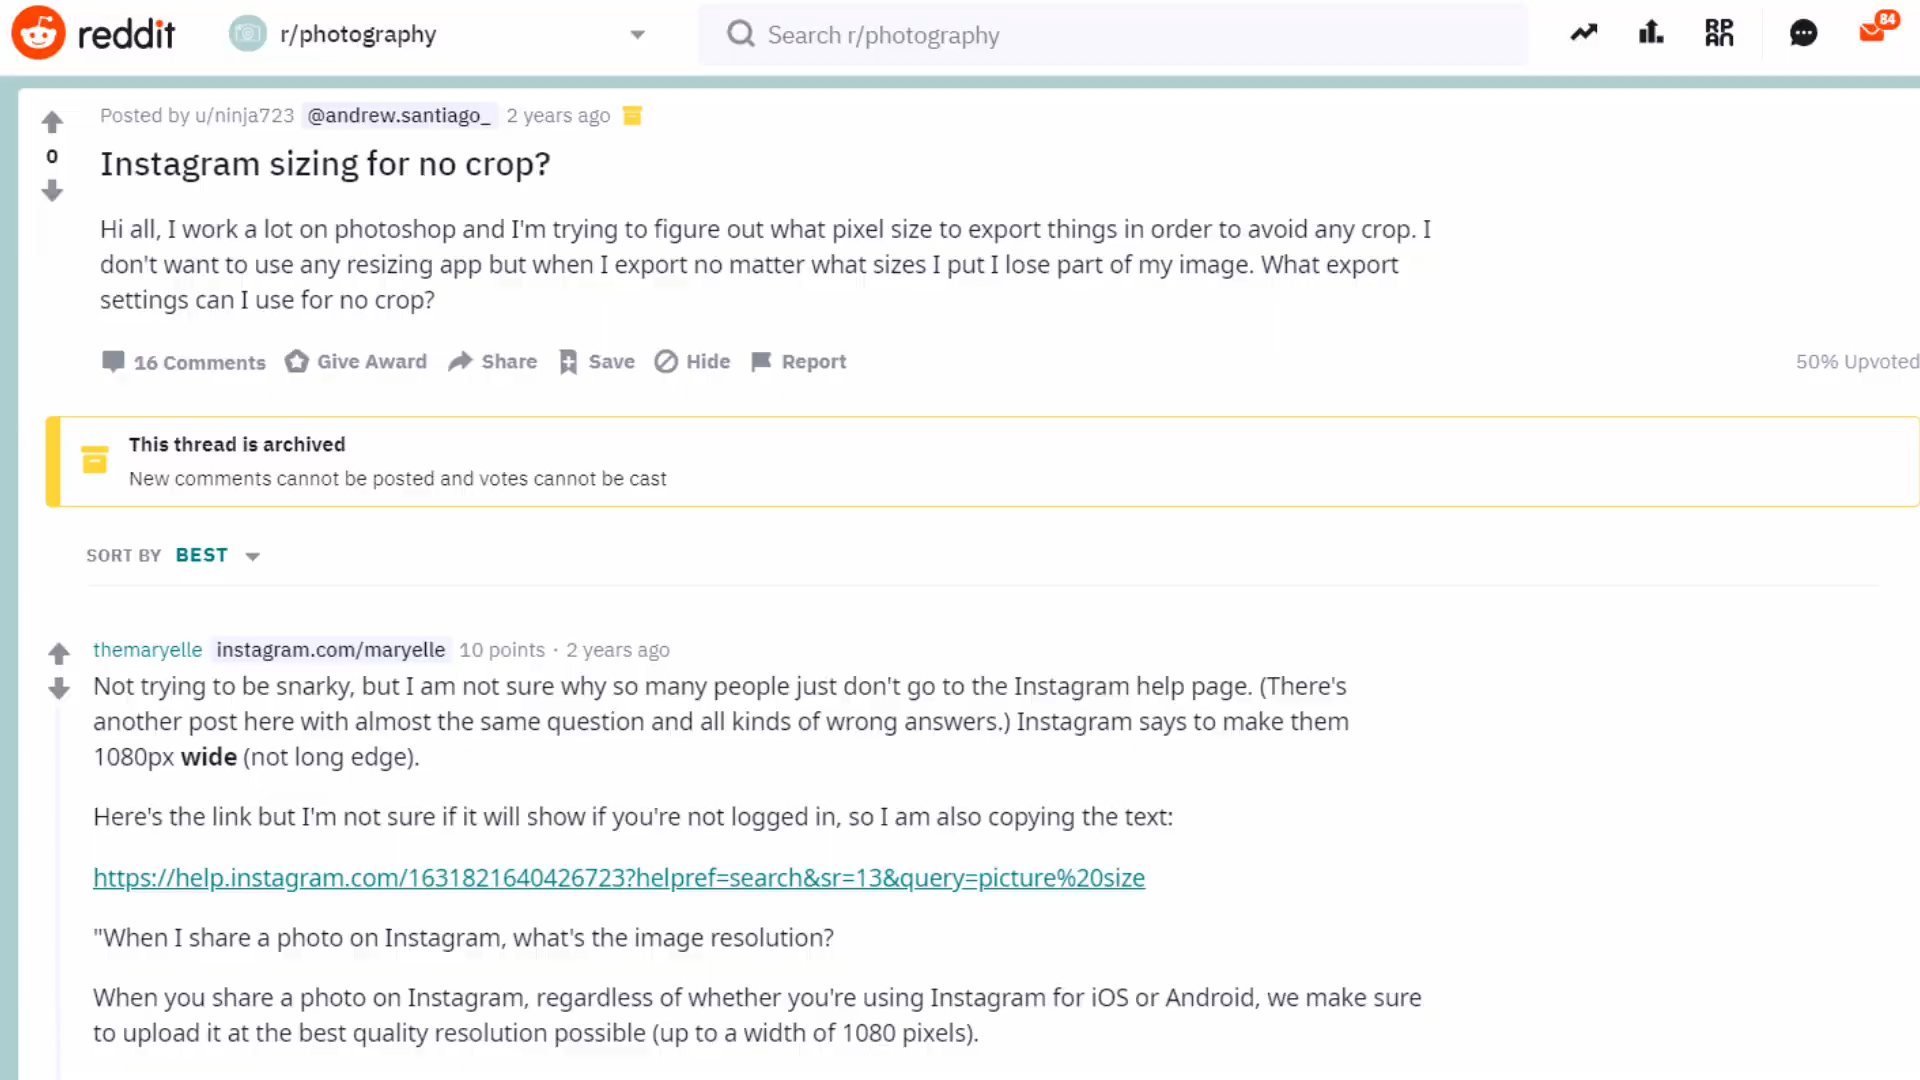 reddit
r/photography
Search r/photography
RPAN
84
Posted by u/ninja723 @andrew.santiago_ 2 years ago
0
Instagram sizing for no crop?
Hi all, I work a lot on photoshop and I'm trying to figure out what pixel size to export things in order to avoid any crop. I
don't want to use any resizing app but when I export no matter what sizes I put I lose part of my image. What export
settings can I use for no crop?
16 Comments Give Award Share Save Hide Report
50% Upvoted
This thread is archived
New comments cannot be posted and votes cannot be cast
SORT BY BEST
themaryelle instagram.com/maryelle 10 points · 2 years ago
Not trying to be snarky, but I am not sure why so many people just don't go to the Instagram help page. (There's
another post here with almost the same question and all kinds of wrong answers.) Instagram says to make them
1080px wide (not long edge).
Here's the link but I'm not sure if it will show if you're not logged in, so I am also copying the text:
https://help.instagram.com/1631821640426723?helpref=search&sr=13&query=picture%20size
"When I share a photo on Instagram, what's the image resolution?
When you share a photo on Instagram, regardless of whether you're using Instagram for iOS or Android, we make sure
to upload it at the best quality resolution possible (up to a width of 1080 pixels).